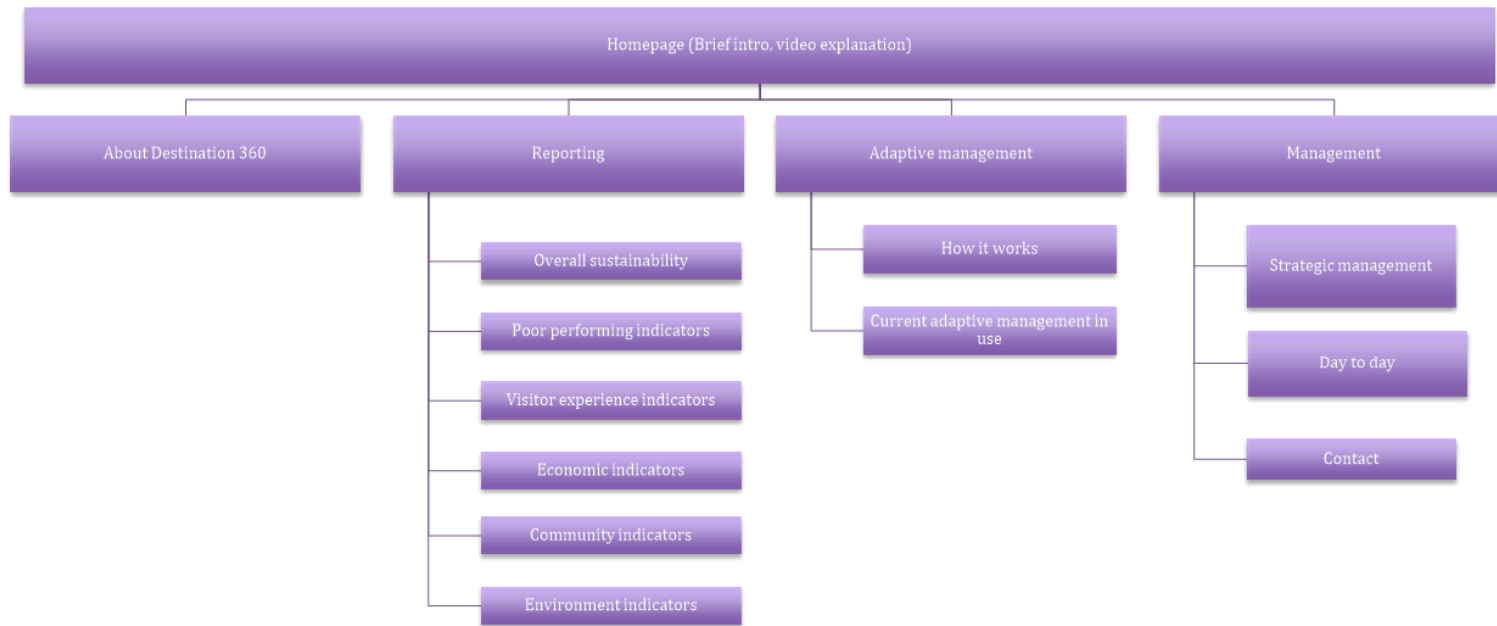 Homepage (Brief intro, video explanation)
About Destination 360
Reporting
Adaptive management
Management
Overall sustainability
Poor performing indicators
Visitor experience indicators
Economic indicators
Community indicators
Environment indicators
How it works
Current adaptive management in
use
Strategic management
Day to day
Contact